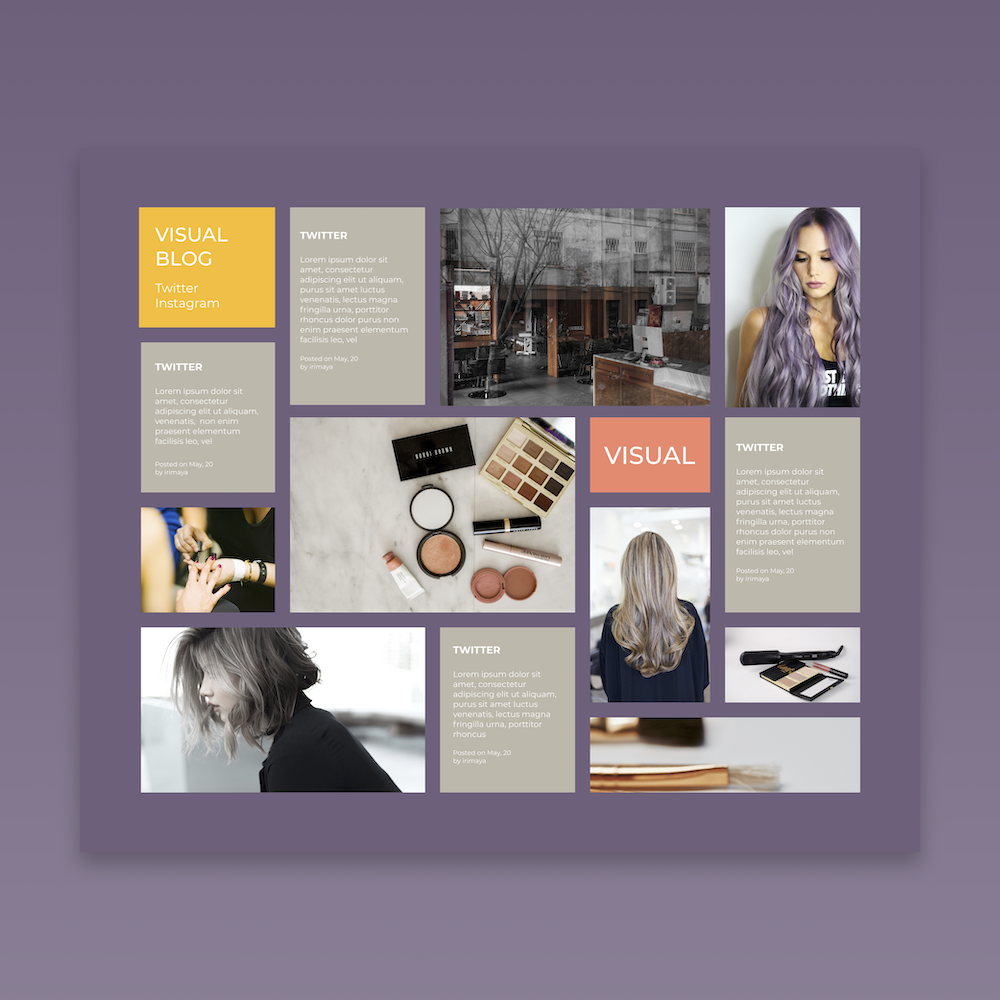 VISUAL
BLOG
Twitter
Instagram
TWITTER
Lorem ipsum dolor sit
amet, consectetur
adipiscing elit ut aliquam,
purus sit amet luctus
venenatis, lectus magna
fringilla urna, porttitor
rhoncus dolor purus non
enim praesent elementum
facilisis leo, vel
Posted on May, 20
by irimaya
TWITTER
Lorem ipsum dolor sit
amet, consectetur
adipiscing elit ut aliquam,
venenatis, non enim
praesent elementum
facilisis leo, vel
Posted on May, 20
by irimaya
BOBBI BROWN
VISUAL
TWITTER
Lorem ipsum dolor sit
amet, consectetur
adipiscing elit ut aliquam,
purus sit amet luctus
venenatis, lectus magna
fringilla urna, porttitor
rhoncus dolor purus non
enim praesent elementum
facilisis leo, vel
Posted on May, 20
by irimaya
TWITTER
Lorem ipsum dolor sit
amet, consectetur
adipiscing elit ut aliquam,
purus sit amet luctus
venenatis, lectus magna
fringilla urna, porttitor
rhoncus
Posted on May, 20
by irimaya